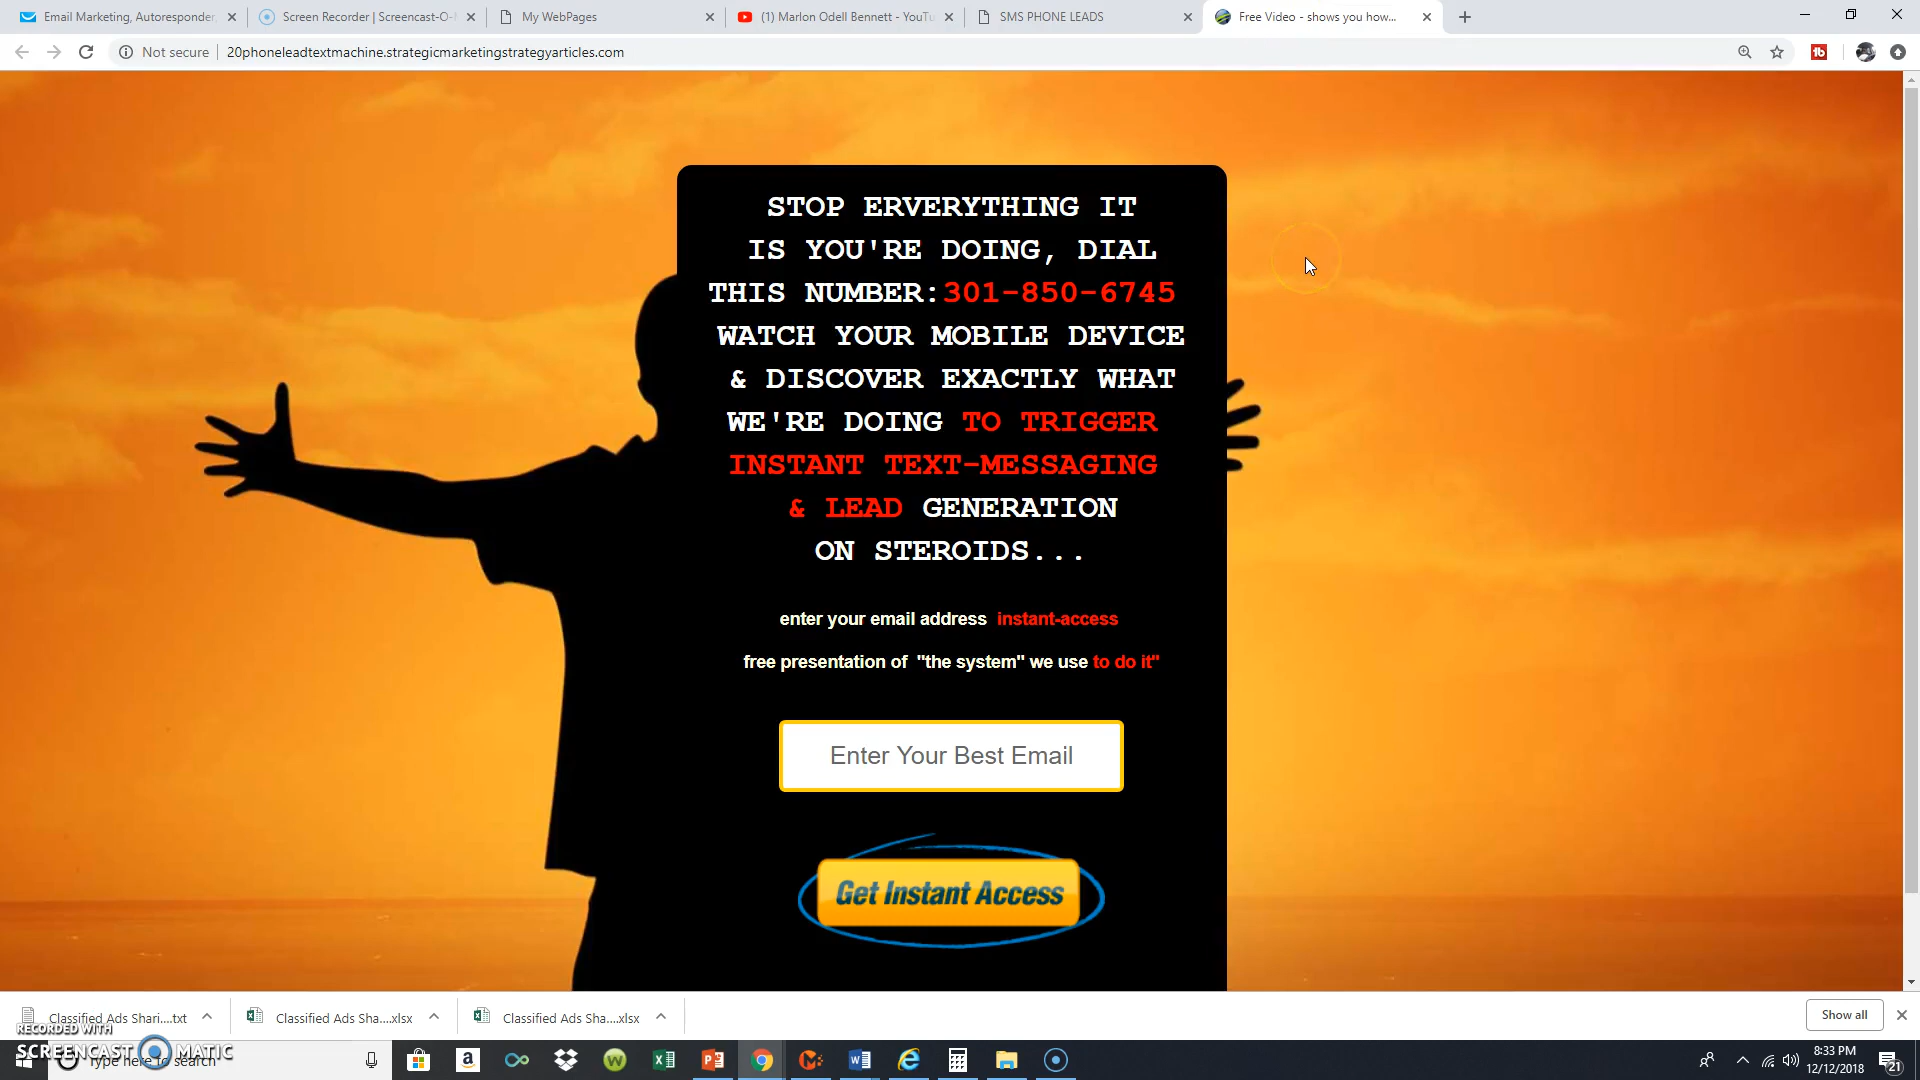 Email Marketing, Autoresponder,
Screen Recorder | Screencast-O-
My WebPages
(1) Marlon Odell Bennett - YouTu
SMS PHONE LEADS
Free Video - shows you how...
Not secure
20phoneleadtextmachine.strategicmarketingstrategyarticles.com
STOP ERVERYTHING IT
IS YOU'RE DOING, DIAL
THIS NUMBER:301-850-6745
WATCH YOUR MOBILE DEVICE
& DISCOVER EXACTLY WHAT
WE'RE DOING TO TRIGGER
INSTANT TEXT-MESSAGING
& LEAD GENERATION
ON STEROIDS...
enter your email address instant-access
free presentation of "the system" we use to do it"
Enter Your Best Email
Get Instant Access
Classified Ads Shari....txt
Classified Ads Sha....xlsx
Classified Ads Sha....xlsx
Show all
RECORDED WITH
SCREENCAST MATIC
Type here to search
8:33 PM
12/12/2018
21